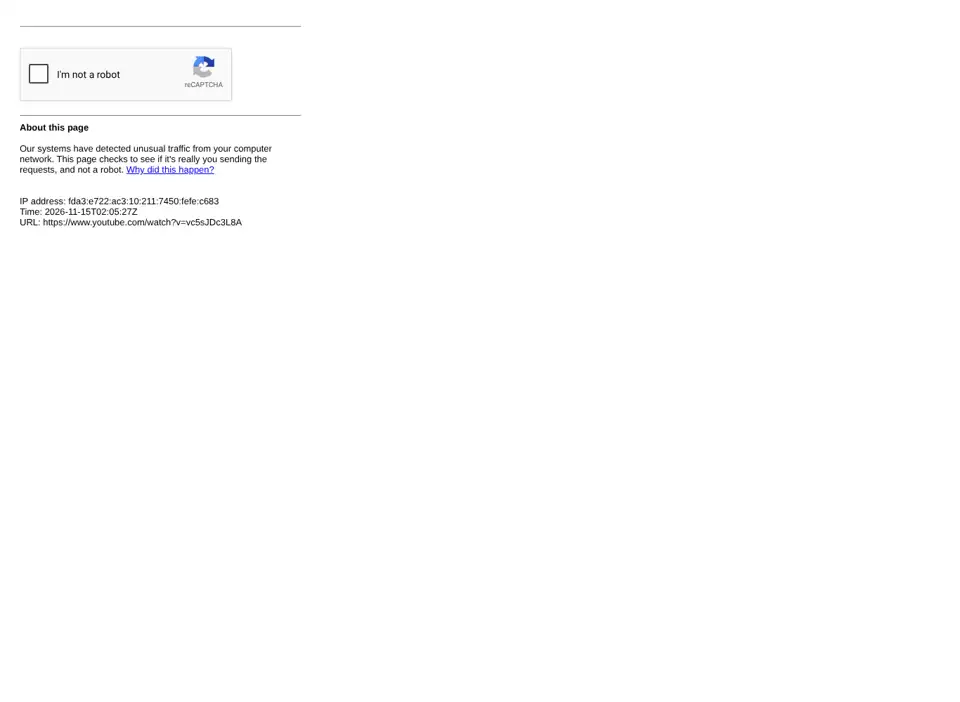 I'm not a robot
reCAPTCHA
About this page
Our systems have detected unusual traffic from your computer
network. This page checks to see if it's really you sending the
requests, and not a robot. Why did this happen?
IP address: fda3:e722:ac3:10:211:7450:fefe:c683
Time: 2026-11-15T02:05:27Z
URL: https://www.youtube.com/watch?v=vc5sJDc3L8A